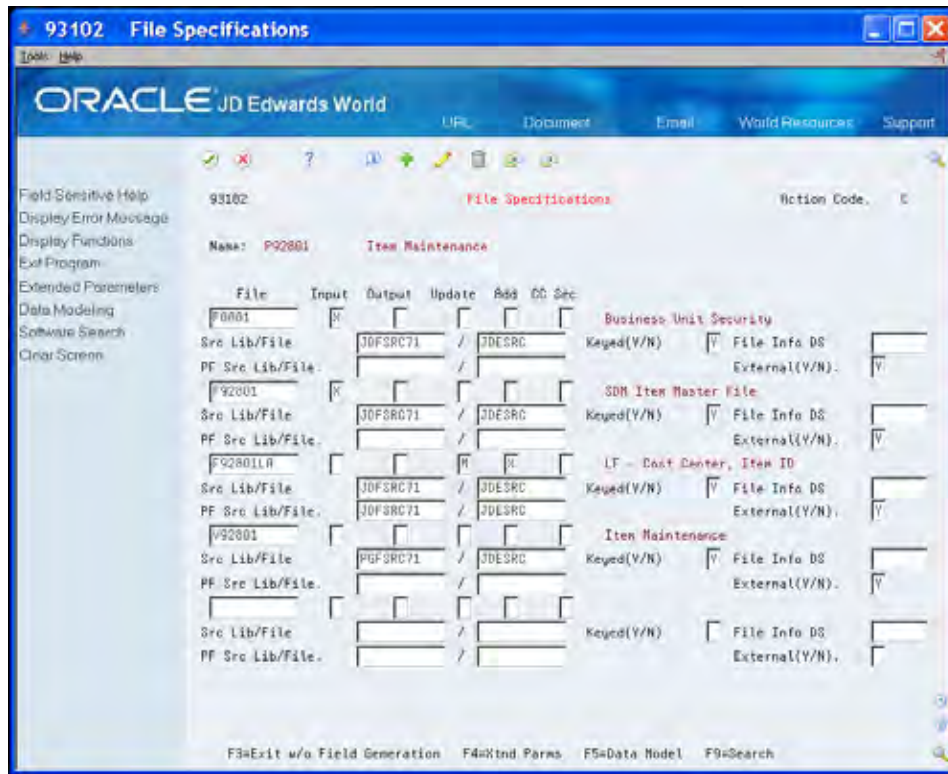 93102 File Specifications
Tools Help
ORACLE JD Edwards World
URL Document Email World Resources Support
Field Sensitive Help
Display Error Message
Display Functions
Exit Program
Extended Parameters
Data Modeling
Software Search
Clear Screen
93102 File Specifications Action Code. C
Name: P92801 Item Maintenance
File Input Output Update Add CC Sec
F0001 X Business Unit Security
Src Lib/File JDFSRC71 / JDESRC Keyed(Y/N) Y File Info DS
PF Src Lib/File. / External(Y/N). Y
F92801 X SDM Item Master File
Src Lib/File JDFSRC71 / JDESRC Keyed(Y/N) Y File Info DS
PF Src Lib/File. / External(Y/N). Y
F92801LA M X LF - Cost Center, Item ID
Src Lib/File JDFSRC71 / JDESRC Keyed(Y/N) Y File Info DS
PF Src Lib/File. JDFSRC71 / JDESRC External(Y/N). Y
V92801 Item Maintenance
Src Lib/File PGFSRC71 / JDESRC Keyed(Y/N) Y File Info DS
PF Src Lib/File. / External(Y/N). Y
Src Lib/File / Keyed(Y/N) File Info DS
PF Src Lib/File. / External(Y/N).
F3=Exit w/o Field Generation F4=Xtnd Parms F5=Data Model F9=Search